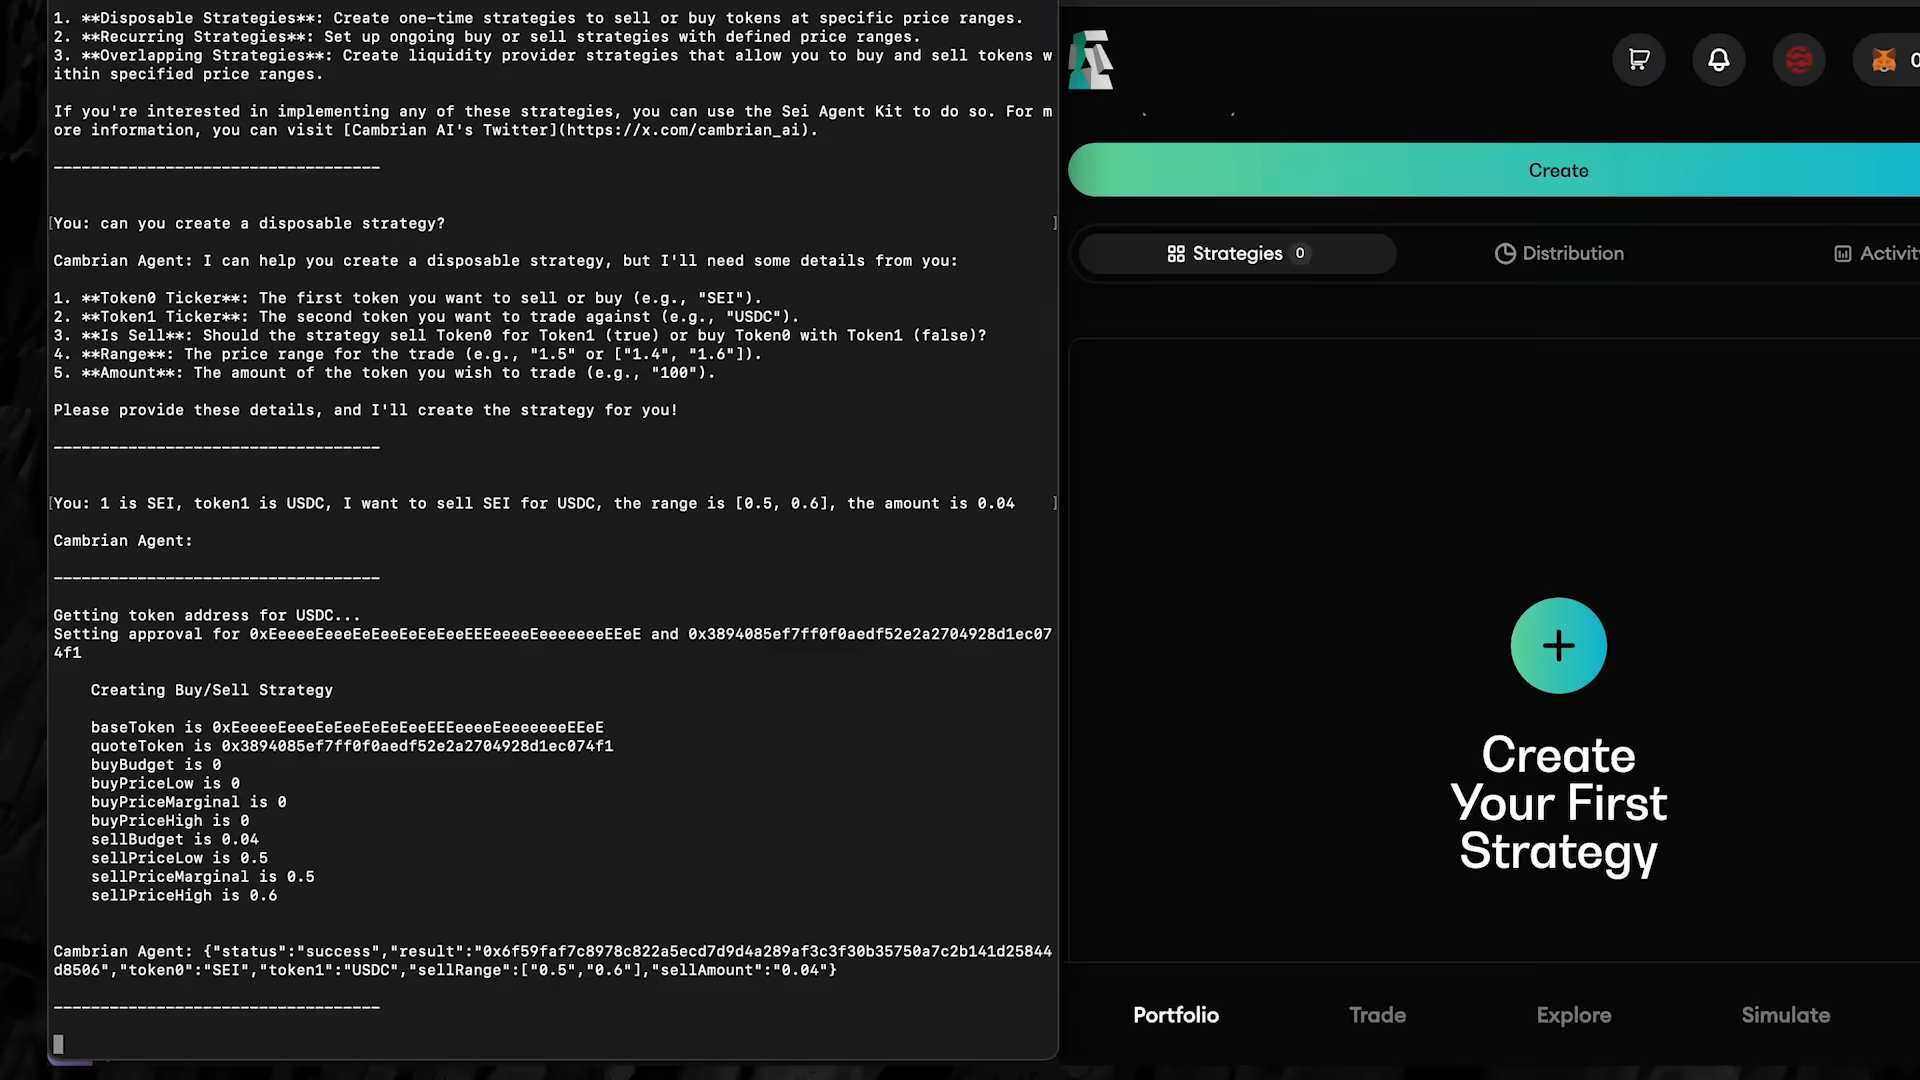 1. **Disposable Strategies**: Create one-time strategies to sell or buy tokens at specific price ranges.
2. **Recurring Strategies**: Set up ongoing buy or sell strategies with defined price ranges.
3. **Overlapping Strategies**: Create liquidity provider strategies that allow you to buy and sell tokens w
ithin specified price ranges.
If you're interested in implementing any of these strategies, you can use the Sei Agent Kit to do so. For m
ore information, you can visit [Cambrian AI's Twitter](https://x.com/cambrian_ai).
-----------------------------------
[You: can you create a disposable strategy? ]
Cambrian Agent: I can help you create a disposable strategy, but I'll need some details from you:
1. **Token0 Ticker**: The first token you want to sell or buy (e.g., "SEI").
2. **Token1 Ticker**: The second token you want to trade against (e.g., "USDC").
3. **Is Sell**: Should the strategy sell Token0 for Token1 (true) or buy Token0 with Token1 (false)?
4. **Range**: The price range for the trade (e.g., "1.5" or ["1.4", "1.6"]).
5. **Amount**: The amount of the token you wish to trade (e.g., "100").
Please provide these details, and I'll create the strategy for you!
-----------------------------------
[You: 1 is SEI, token1 is USDC, I want to sell SEI for USDC, the range is [0.5, 0.6], the amount is 0.04 ]
Cambrian Agent:
-----------------------------------
Getting token address for USDC...
Setting approval for 0xEeeeeEeeeEeEeeEeEeEeeEEEeeeeEeeeeeeeEEeE and 0x3894085ef7ff0f0aedf52e2a2704928d1ec07
4f1
Creating Buy/Sell Strategy
baseToken is 0xEeeeeEeeeEeEeeEeEeEeeEEEeeeeEeeeeeeeEEeE
quoteToken is 0x3894085ef7ff0f0aedf52e2a2704928d1ec074f1
buyBudget is 0
buyPriceLow is 0
buyPriceMarginal is 0
buyPriceHigh is 0
sellBudget is 0.04
sellPriceLow is 0.5
sellPriceMarginal is 0.5
sellPriceHigh is 0.6
Cambrian Agent: {"status":"success","result":"0x6f59faf7c8978c822a5ecd7d9d4a289af3c3f30b35750a7c2b141d25844
d8506","token0":"SEI","token1":"USDC","sellRange":["0.5","0.6"],"sellAmount":"0.04"}
-----------------------------------
0
Create
Strategies 0
Distribution
Activit
Create
Your First
Strategy
Portfolio
Trade
Explore
Simulate